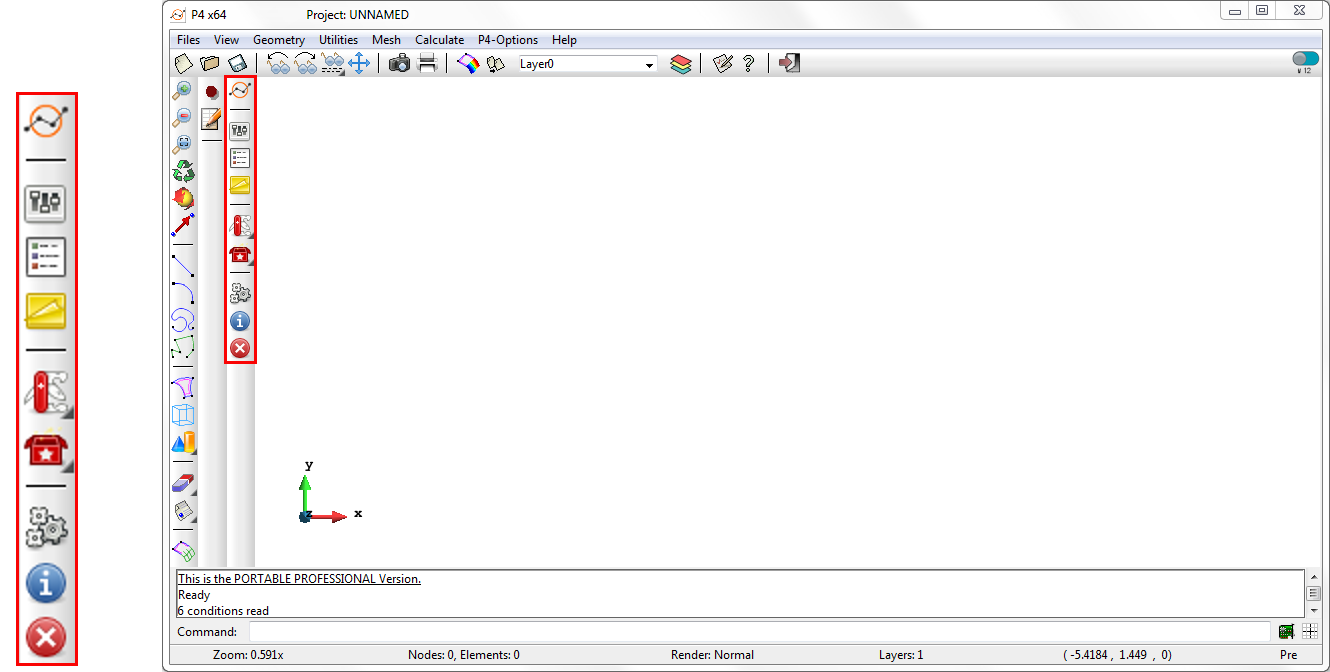 P4 x64 Project: UNNAMED
Files View Geometry Utilities Mesh Calculate P4-Options Help
Layer0
v 12
y
z x
This is the PORTABLE PROFESSIONAL Version.
Ready
6 conditions read
Command:
Zoom: 0.591x Nodes: 0, Elements: 0 Render: Normal Layers: 1 ( -5.4184 , 1.449 , 0) Pre